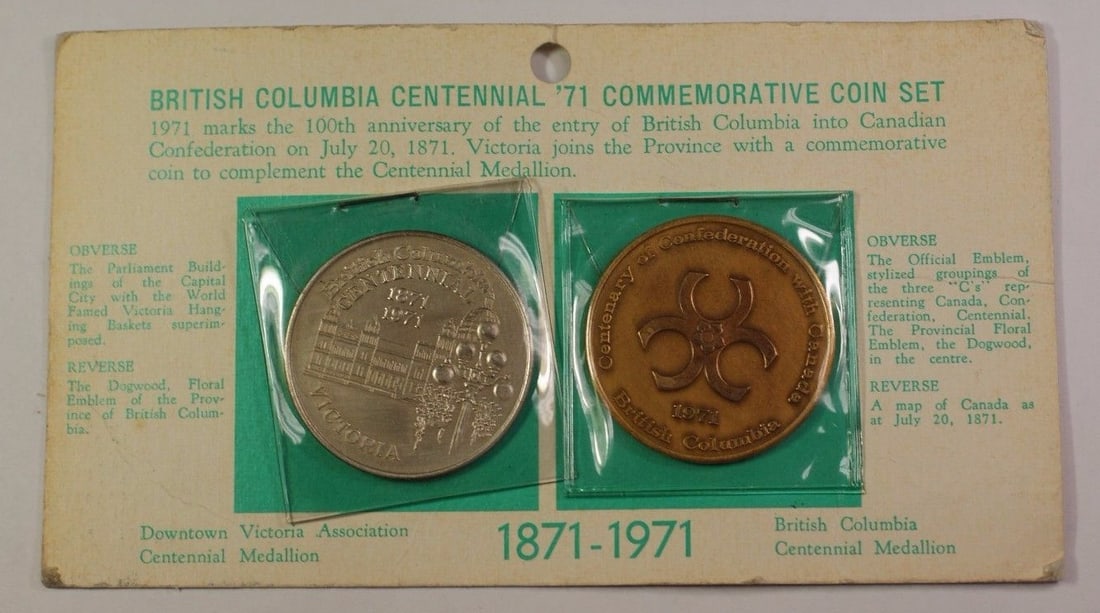 BRITISH COLUMBIA CENTENNIAL '71 COMMEMORATIVE COIN SET
1971 marks the 100th anniversary of the entry of British Columbia into Canadian
Confederation on July 20, 1871. Victoria joins the Province with a commemorative
coin to complement the Centennial Medallion.
OBVERSE
The Parliament Build-
ings of the Capital
City with the World
Famed Victoria Hang-
ing Baskets superim-
posed.
REVERSE
The Dogwood, Floral
Emblem of the Prov-
ince of British Colum-
bia.
British Columbia
CENTENNIAL
1871
1971
VICTORIA
Centenary of Confederation with Canada
1971
British Columbia
OBVERSE
The Official Emblem,
stylized groupings of
the three "C's" rep-
resenting Canada, Con-
federation, Centennial.
The Provincial Floral
Emblem, the Dogwood,
in the centre.
REVERSE
A map of Canada as
at July 20, 1871.
Downtown Victoria Association
Centennial Medallion
1871-1971
British Columbia
Centennial Medallion